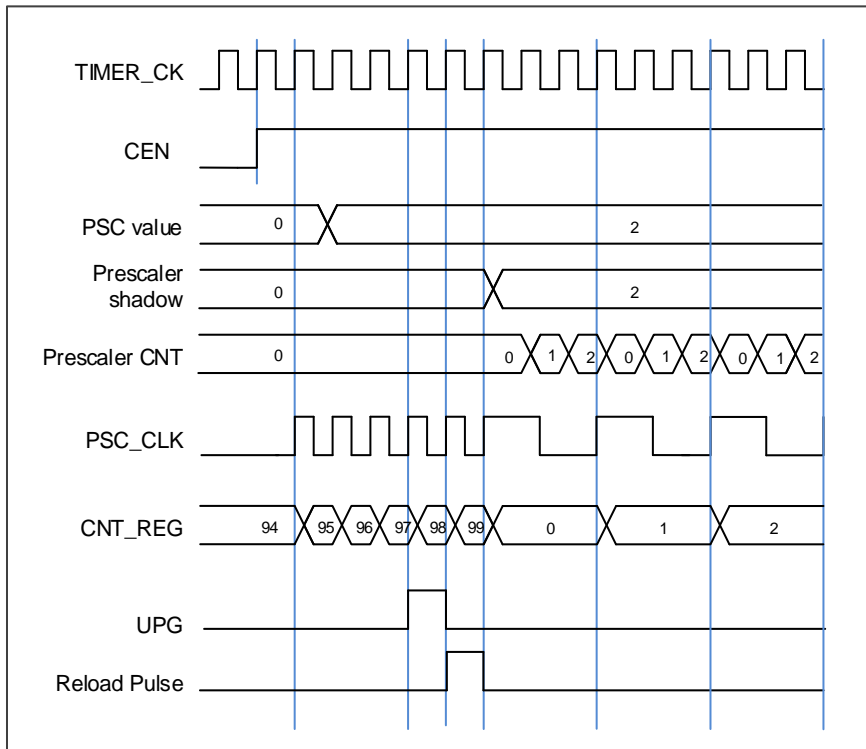 TIMER_CK
CEN
PSC value 0 2
Prescaler
shadow 0 2
Prescaler CNT 0 0 1 2 0 1 2 0 1 2
PSC_CLK
CNT_REG 94 95 96 97 98 99 0 1 2
UPG
Reload Pulse